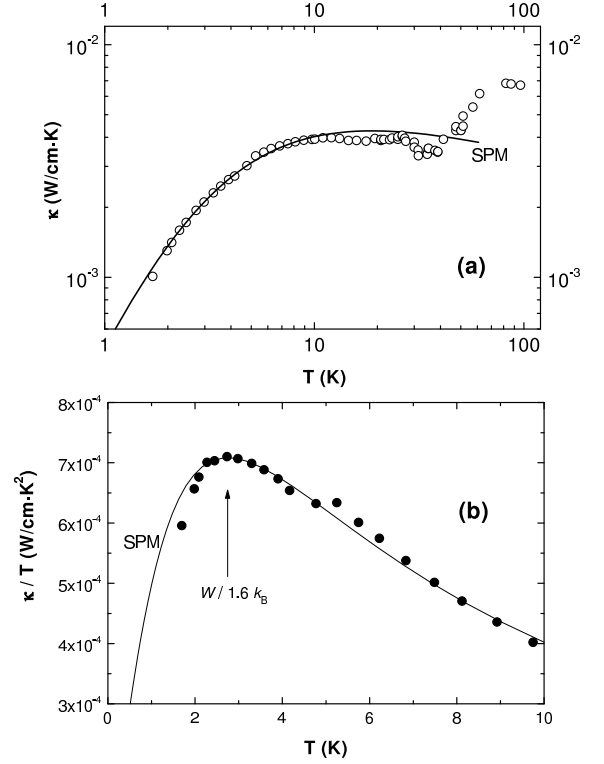 1 10 100
10⁻² 10⁻²
κ (W/cm·K)
SPM
(a)
10⁻³ 10⁻³
1 10 100
T (K)
8x10⁻⁴
7x10⁻⁴
(b)
6x10⁻⁴
κ / T (W/cm·K²)
SPM
5x10⁻⁴
W / 1.6 k_B
4x10⁻⁴
3x10⁻⁴
0 2 4 6 8 10
T (K)